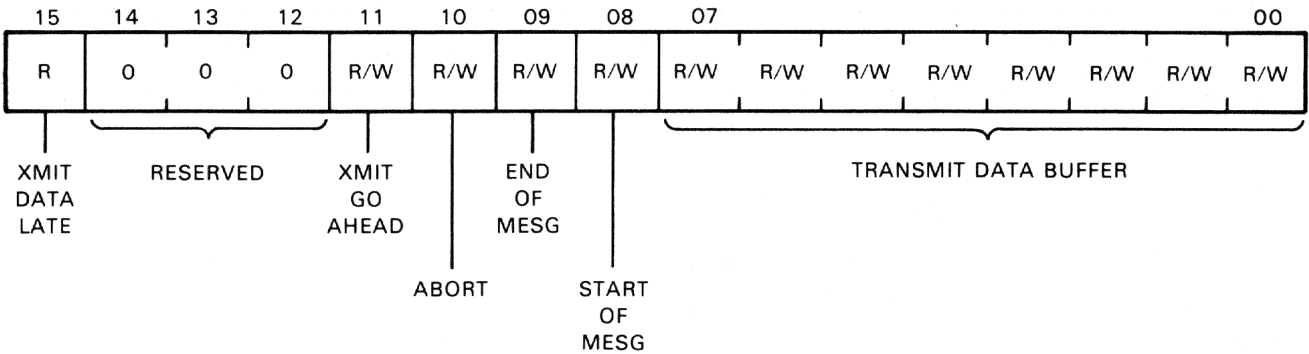 15 14 13 12 11 10 09 08 07 00
R 0 0 0 R/W R/W R/W R/W R/W R/W R/W R/W R/W R/W R/W R/W
XMIT
DATA
LATE
RESERVED
XMIT
GO
AHEAD
ABORT
END
OF
MESG
START
OF
MESG
TRANSMIT DATA BUFFER